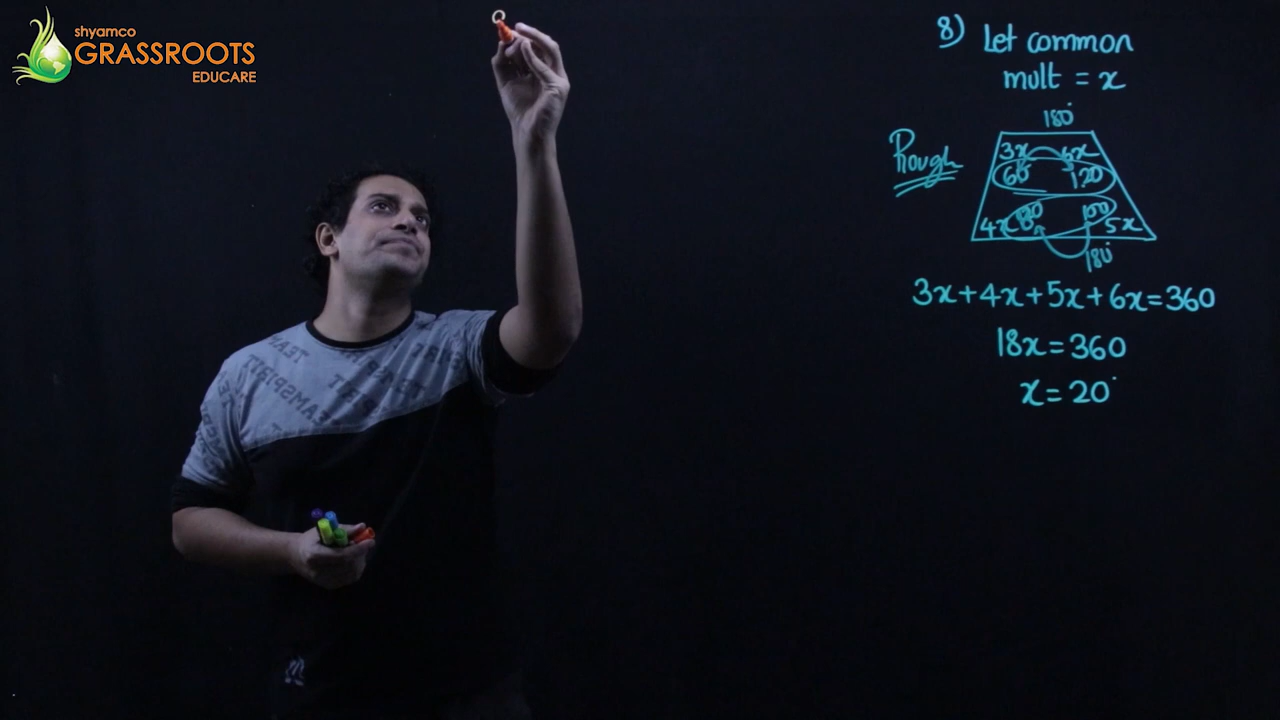 shyamco
GRASSROOTS
EDUCARE
8) Let common
mult = x
180°
Rough
3x 6x
60 120
4x 80 100 5x
180°
3x+4x+5x+6x=360
18x=360
x=20°